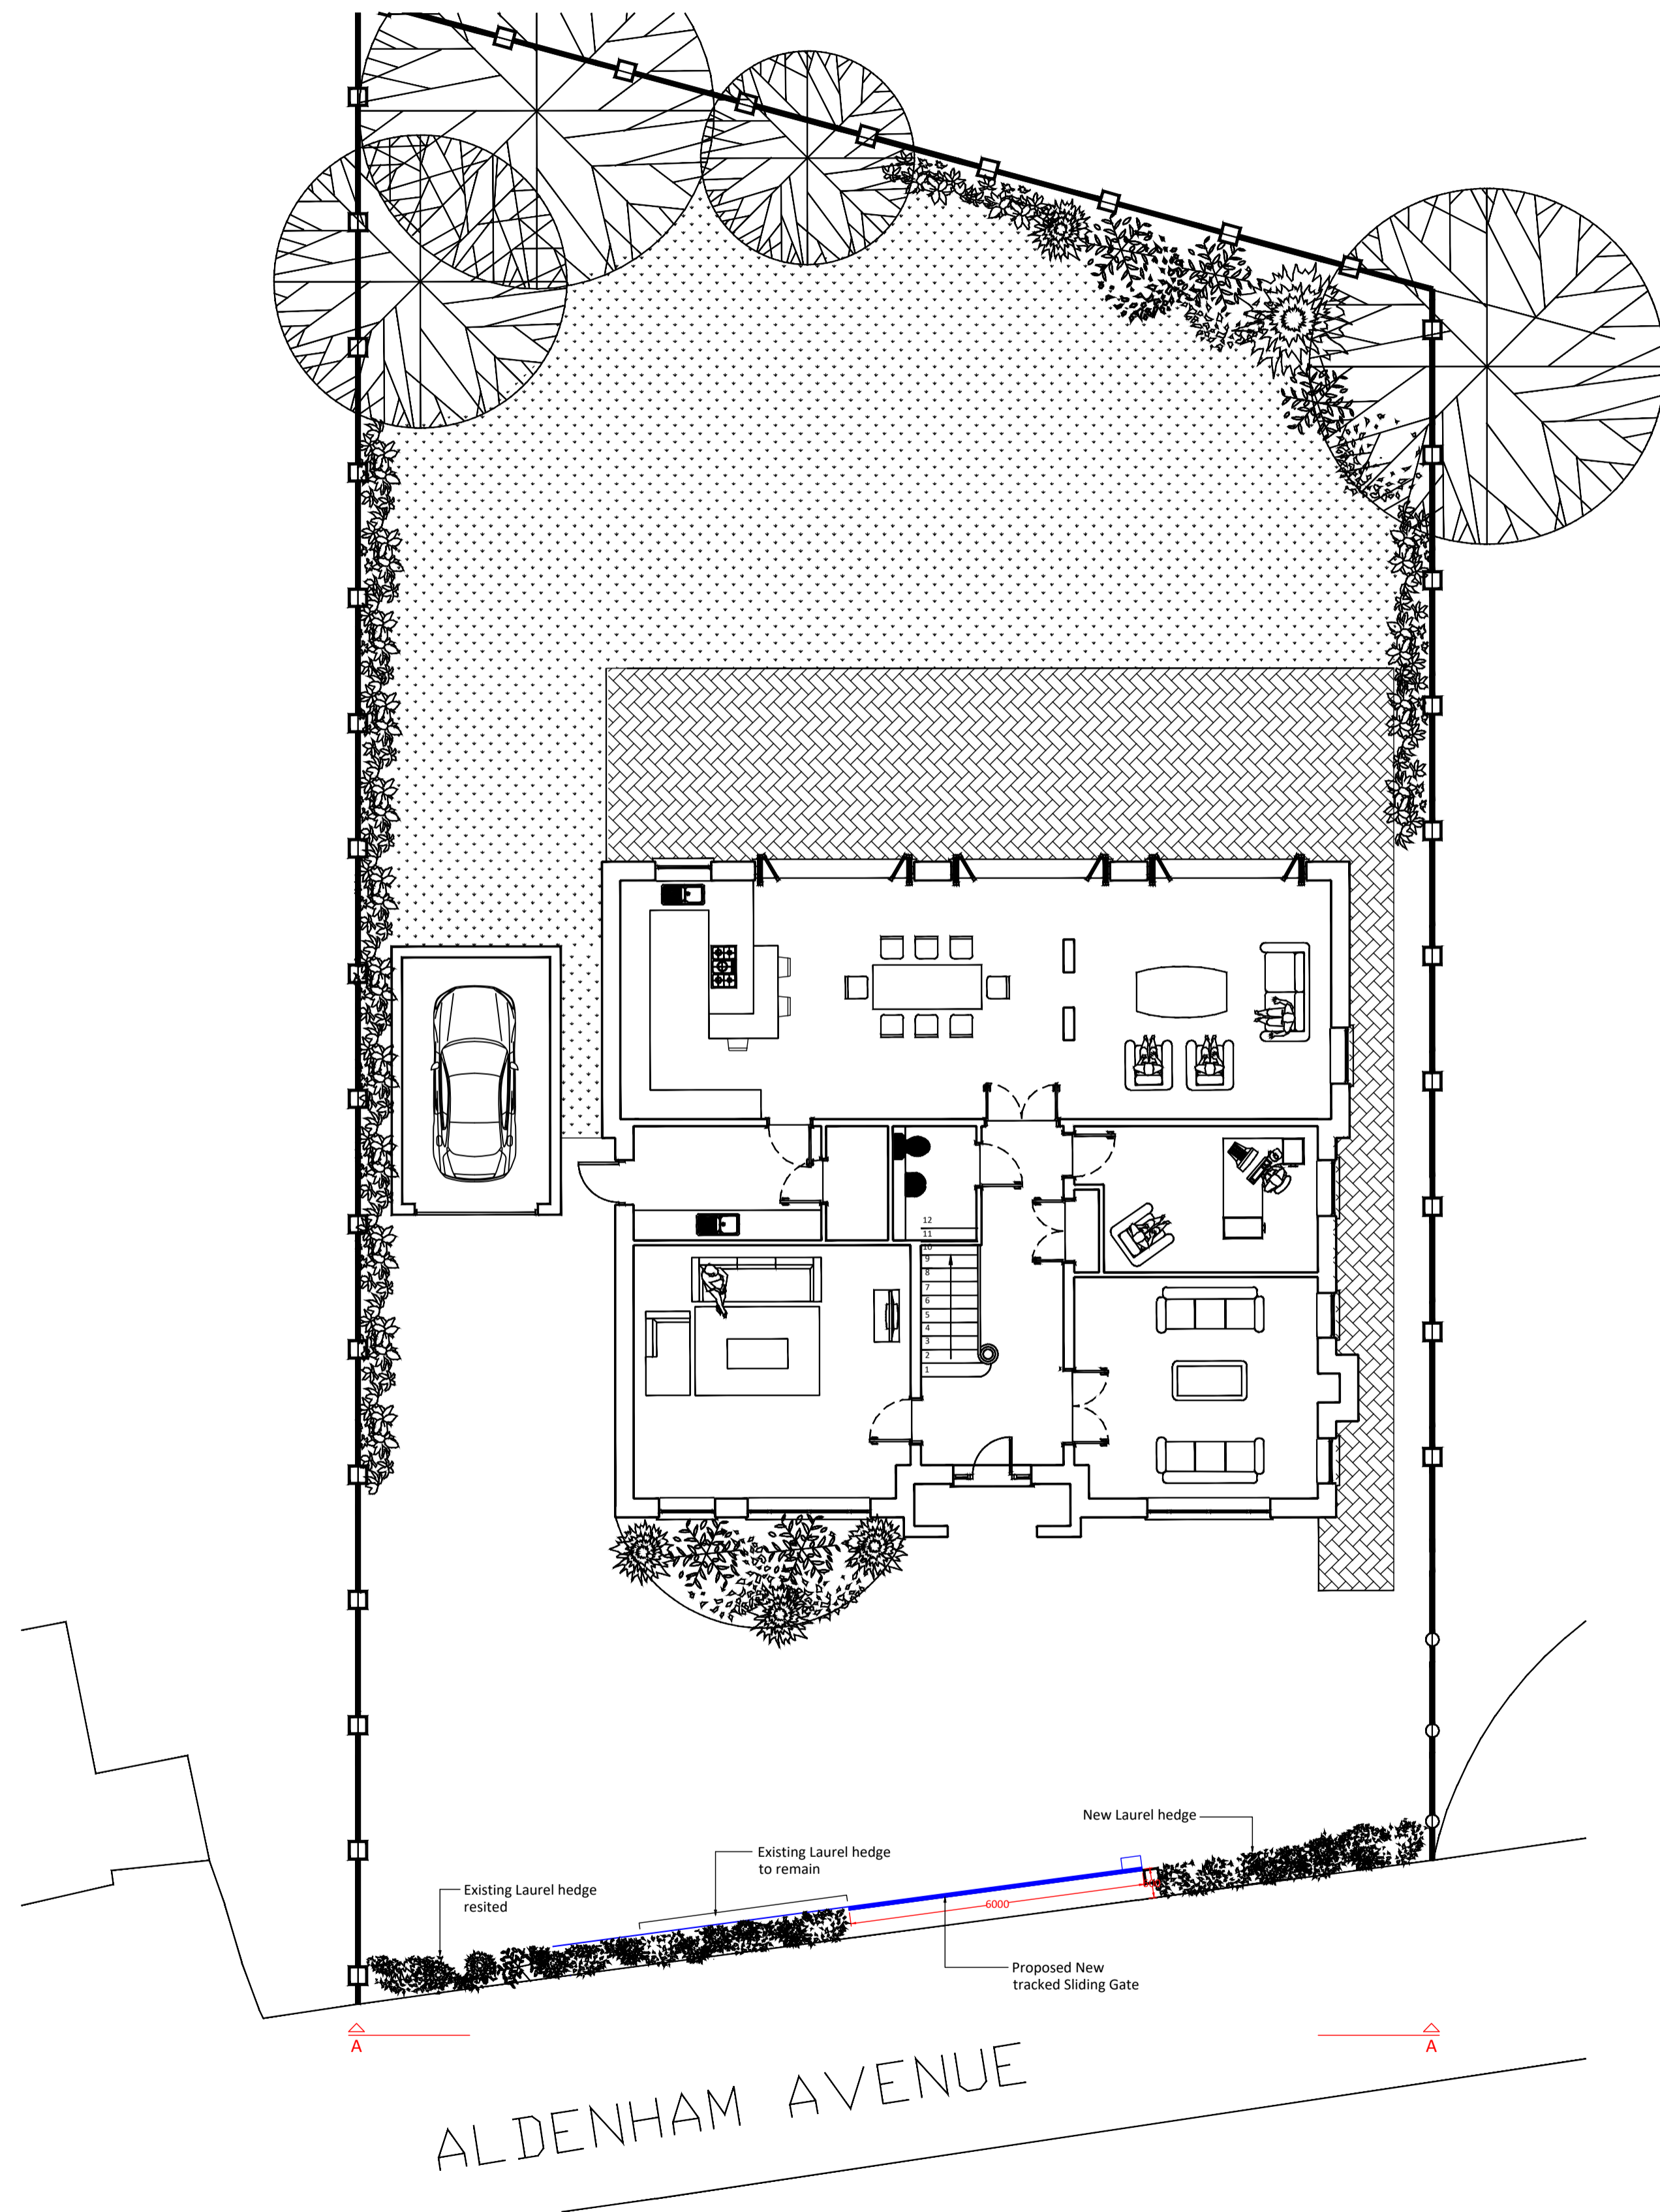 12
11
10
9
8
7
6
5
4
3
2
1
New Laurel hedge
Existing Laurel hedge
to remain
Existing Laurel hedge
resited
6000
Proposed New
tracked Sliding Gate
A
A
ALDENHAM AVENUE